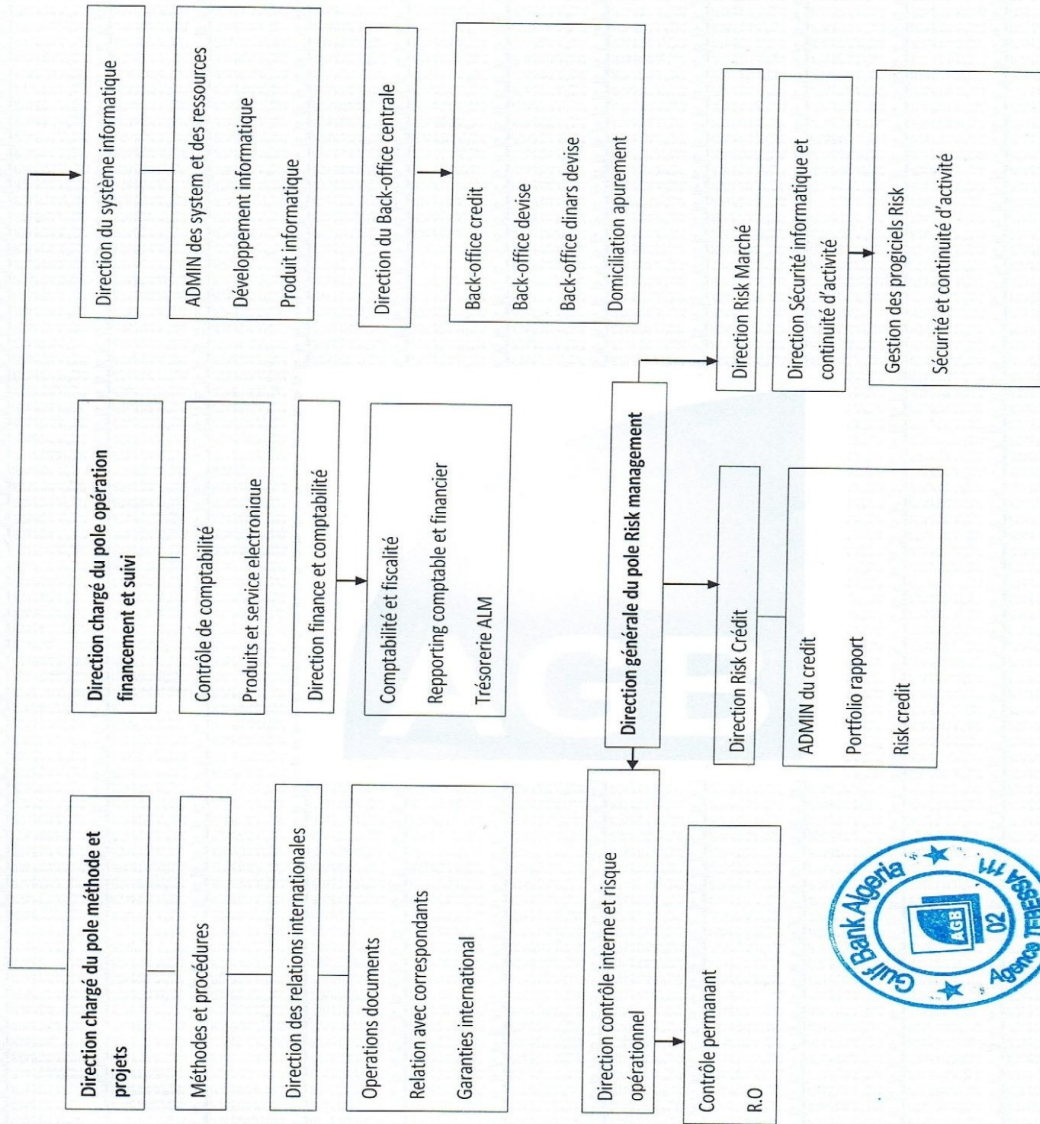 Direction chargé du pole méthode et
projets
Méthodes et procédures
Direction des relations internationales
Operations documents
Relation avec correspondants
Garanties international
Direction chargé du pole opération
financement et suivi
Contrôle de comptabilité
Produits et service electronique
Direction finance et comptabilité
Comptabilité et fiscalité
Repporting comptable et financier
Trésorerie ALM
Direction du système informatique
ADMIN des system et des ressources
Développement informatique
Produit informatique
Direction du Back-office centrale
Back-office credit
Back-office devise
Back-office dinars devise
Domiciliation apurement
Direction générale du pole Risk management
Direction contrôle interne et risque
opérationnel
Contrôle permanant
R.O
Direction Risk Crédit
ADMIN du credit
Portfolio rapport
Risk credit
Direction Risk Marché
Direction Sécurité informatique et
continuité d'activité
Gestion des progiciels Risk
Sécurité et continuité d'activité
AGB
Gulf Bank Algeria
AGB
02
Agence TEBESSA 111